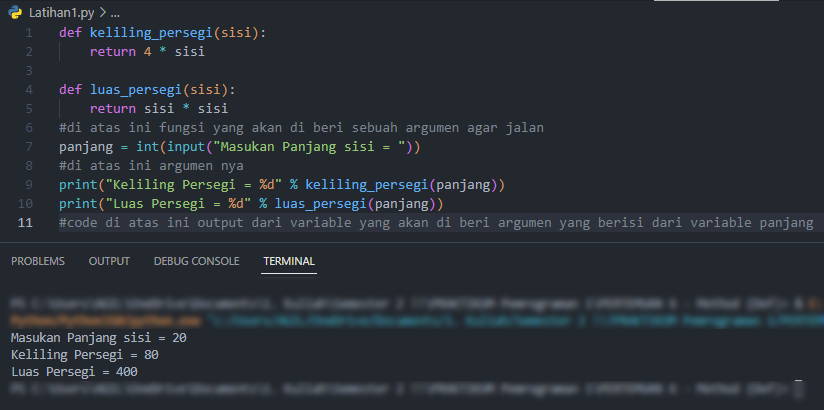 Latihan1.py > ...
1 def keliling_persegi(sisi):
2     return 4 * sisi
3
4 def luas_persegi(sisi):
5     return sisi * sisi
6 #di atas ini fungsi yang akan di beri sebuah argumen agar jalan
7 panjang = int(input("Masukan Panjang sisi = "))
8 #di atas ini argumen nya
9 print("Keliling Persegi = %d" % keliling_persegi(panjang))
10 print("Luas Persegi = %d" % luas_persegi(panjang))
11 #code di atas ini output dari variable yang akan di beri argumen yang berisi dari variable panjang
PROBLEMS OUTPUT DEBUG CONSOLE TERMINAL
Masukan Panjang sisi = 20
Keliling Persegi = 80
Luas Persegi = 400